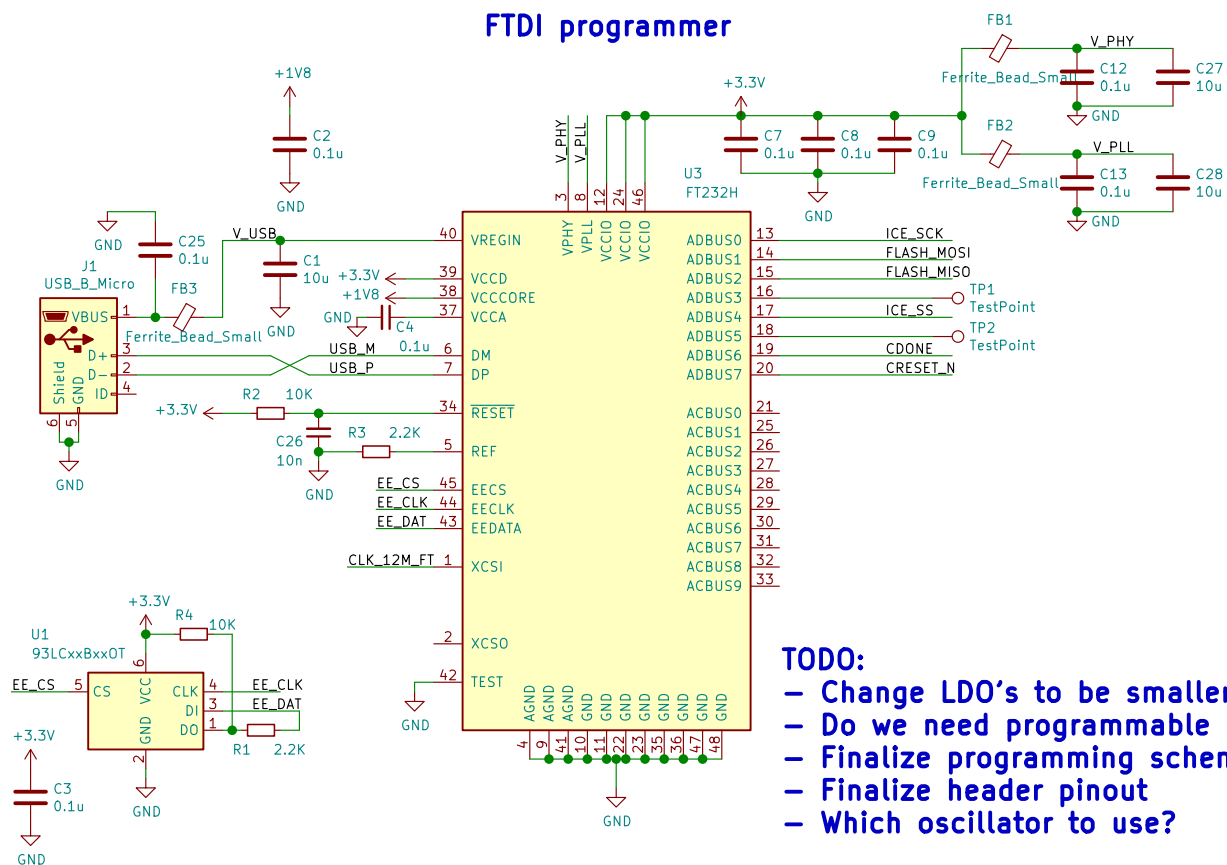 FTDI programmer
FB1
V_PHY
Ferrite_Bead_Small
C12
0.1u
C27
10u
GND
+1V8
C2
0.1u
GND
+3.3V
V_PHY
V_PLL
C7
0.1u
C8
0.1u
C9
0.1u
GND
FB2
V_PLL
Ferrite_Bead_Small
C13
0.1u
C28
10u
GND
U3
FT232H
3
8
12
24
46
VPHY
VPLL
VCCIO
VCCIO
VCCIO
GND
C25
0.1u
V_USB
C1
10u
GND
J1
USB_B_Micro
VBUS
1
D+
3
D-
2
ID
4
Shield
GND
6
5
GND
FB3
Ferrite_Bead_Small
40
VREGIN
+3.3V
39
VCCD
+1V8
38
VCCCORE
GND
C4
0.1u
37
VCCA
USB_M
6
DM
USB_P
7
DP
+3.3V
R2
10K
34
RESET
C26
10n
GND
R3
2.2K
5
REF
EE_CS
45
EECS
EE_CLK
44
EECLK
EE_DAT
43
EEDATA
CLK_12M_FT
1
XCSI
2
XCSO
42
TEST
GND
ADBUS0
13
ICE_SCK
ADBUS1
14
FLASH_MOSI
ADBUS2
15
FLASH_MISO
ADBUS3
16
TP1
TestPoint
ADBUS4
17
ICE_SS
ADBUS5
18
TP2
TestPoint
ADBUS6
19
CDONE
ADBUS7
20
CRESET_N
ACBUS0
21
ACBUS1
25
ACBUS2
26
ACBUS3
27
ACBUS4
28
ACBUS5
29
ACBUS6
30
ACBUS7
31
ACBUS8
32
ACBUS9
33
AGND
AGND
AGND
GND
GND
GND
GND
GND
GND
GND
GND
4
9
41
10
11
22
23
35
36
47
48
GND
+3.3V
R4
10K
U1
93LCxxBxxOT
EE_CS
5
CS
6
VCC
GND
2
GND
CLK
4
EE_CLK
DI
3
EE_DAT
DO
1
R1
2.2K
+3.3V
C3
0.1u
GND
TODO:
– Change LDO's to be smaller
– Do we need programmable
– Finalize programming
– Finalize header pinout
– Which oscillator to use?